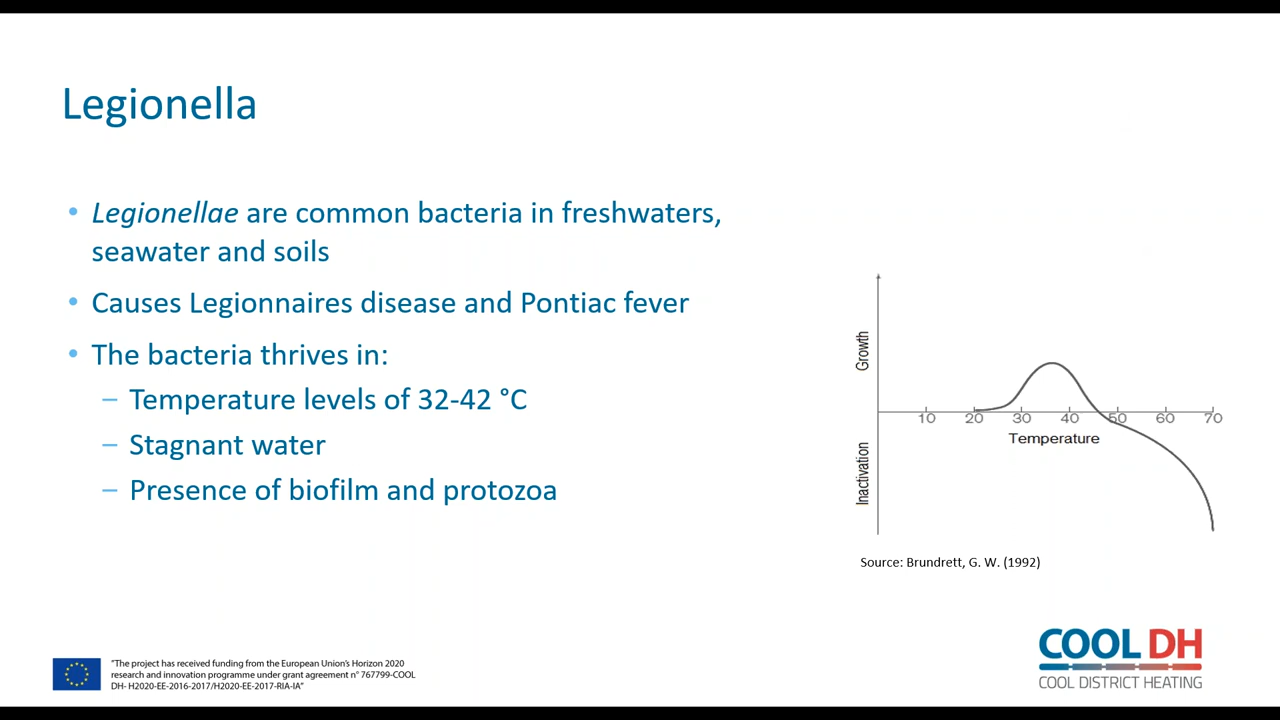 Legionella
• Legionellae are common bacteria in freshwaters,
seawater and soils
• Causes Legionnaires disease and Pontiac fever
• The bacteria thrives in:
– Temperature levels of 32-42 °C
– Stagnant water
– Presence of biofilm and protozoa
Growth
Inactivation
10 20 30 40 50 60 70
Temperature
Source: Brundrett, G. W. (1992)
"The project has received funding from the European Union's Horizon 2020
research and innovation programme under grant agreement n° 767799-COOL
DH- H2020-EE-2016-2017/H2020-EE-2017-RIA-IA"
COOL DH
COOL DISTRICT HEATING